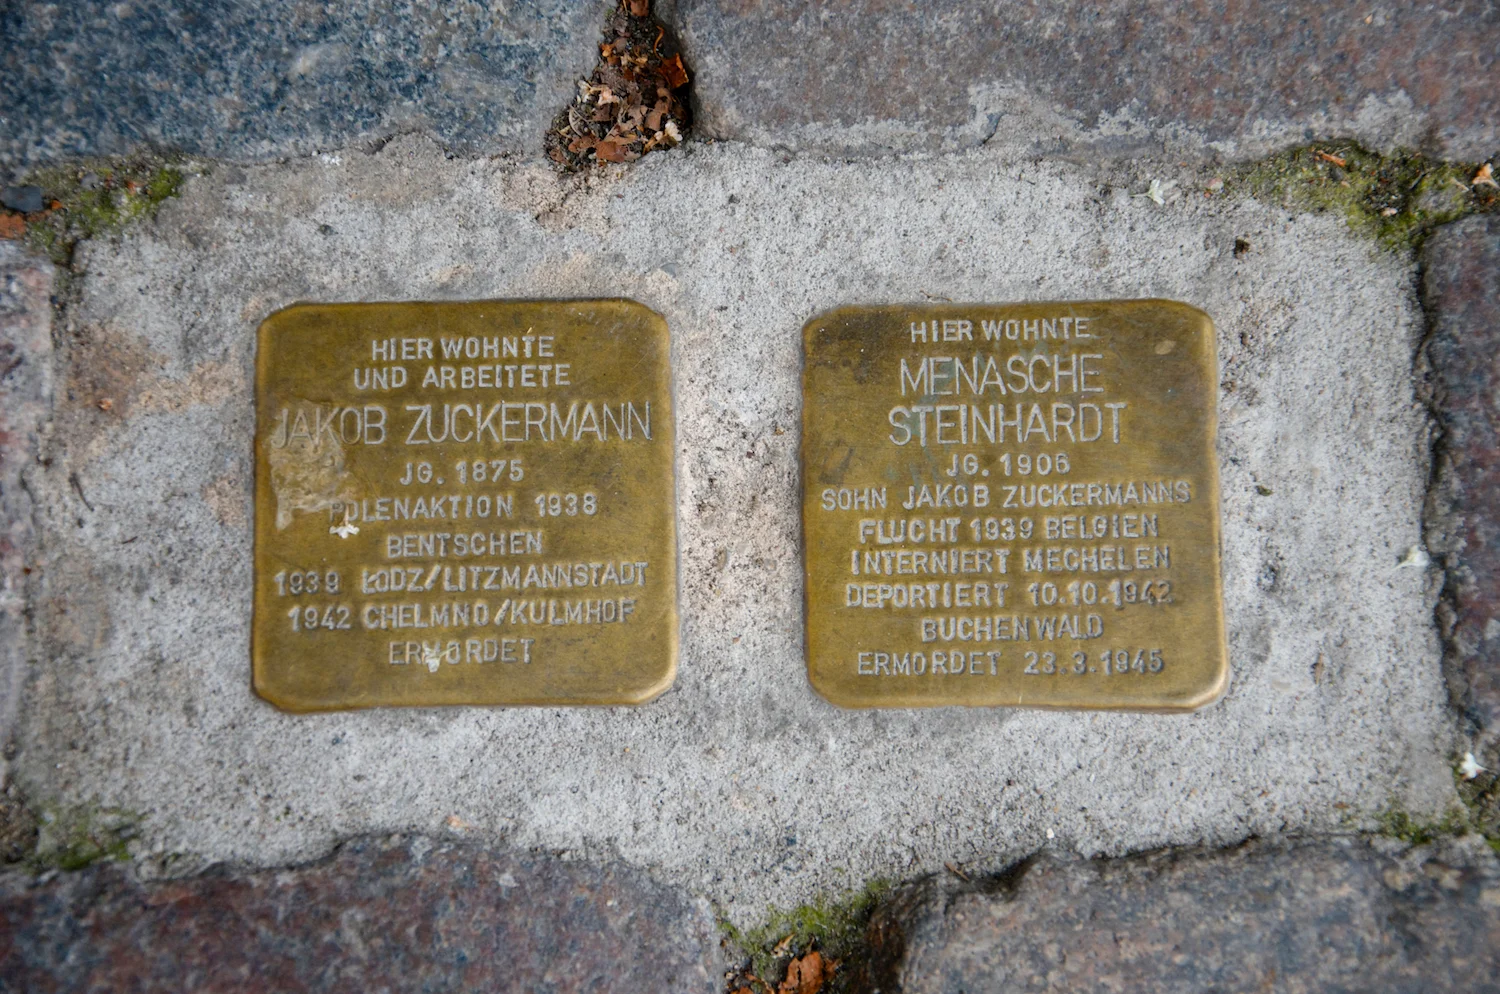 HIER WOHNTE
UND ARBEITETE
JAKOB ZUCKERMANN
JG. 1875
POLENAKTION 1938
BENTSCHEN
1939 ŁODZ/LITZMANNSTADT
1942 CHELMNO/KULMHOF
ERMORDET
HIER WOHNTE
MENASCHE
STEINHARDT
JG. 1906
SOHN JAKOB ZUCKERMANNS
FLUCHT 1939 BELGIEN
INTERNIERT MECHELEN
DEPORTIERT 10.10.1942
BUCHENWALD
ERMORDET 23.3.1945